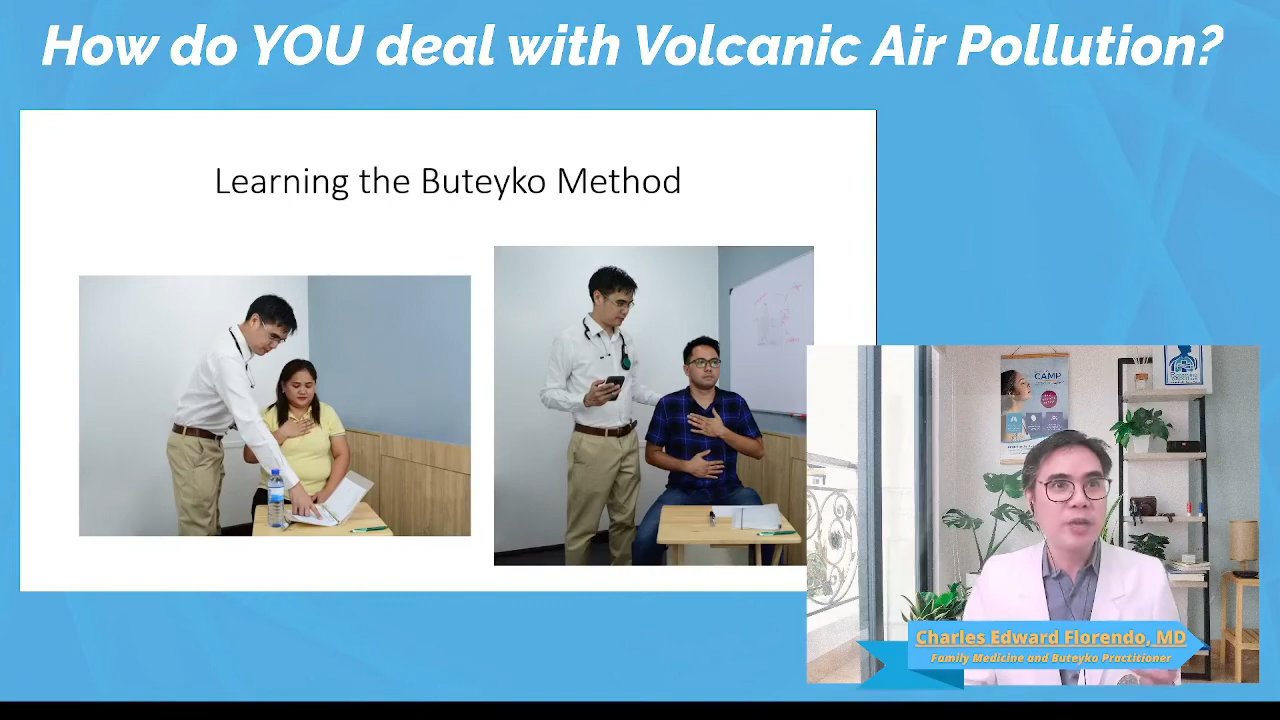 How do YOU deal with Volcanic Air Pollution?
Learning the Buteyko Method
CAMP
Charles Edward Florendo, MD
Family Medicine and Buteyko Practitioner